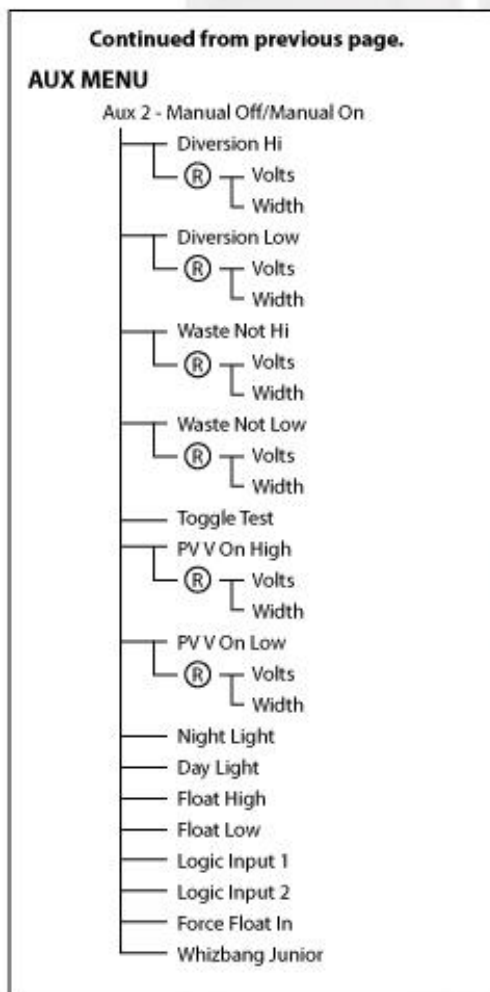 Continued from previous page.
AUX MENU
Aux 2 - Manual Off/Manual On
Diversion Hi
R Volts
Width
Diversion Low
R Volts
Width
Waste Not Hi
R Volts
Width
Waste Not Low
R Volts
Width
Toggle Test
PV V On High
R Volts
Width
PV V On Low
R Volts
Width
Night Light
Day Light
Float High
Float Low
Logic Input 1
Logic Input 2
Force Float In
Whizbang Junior